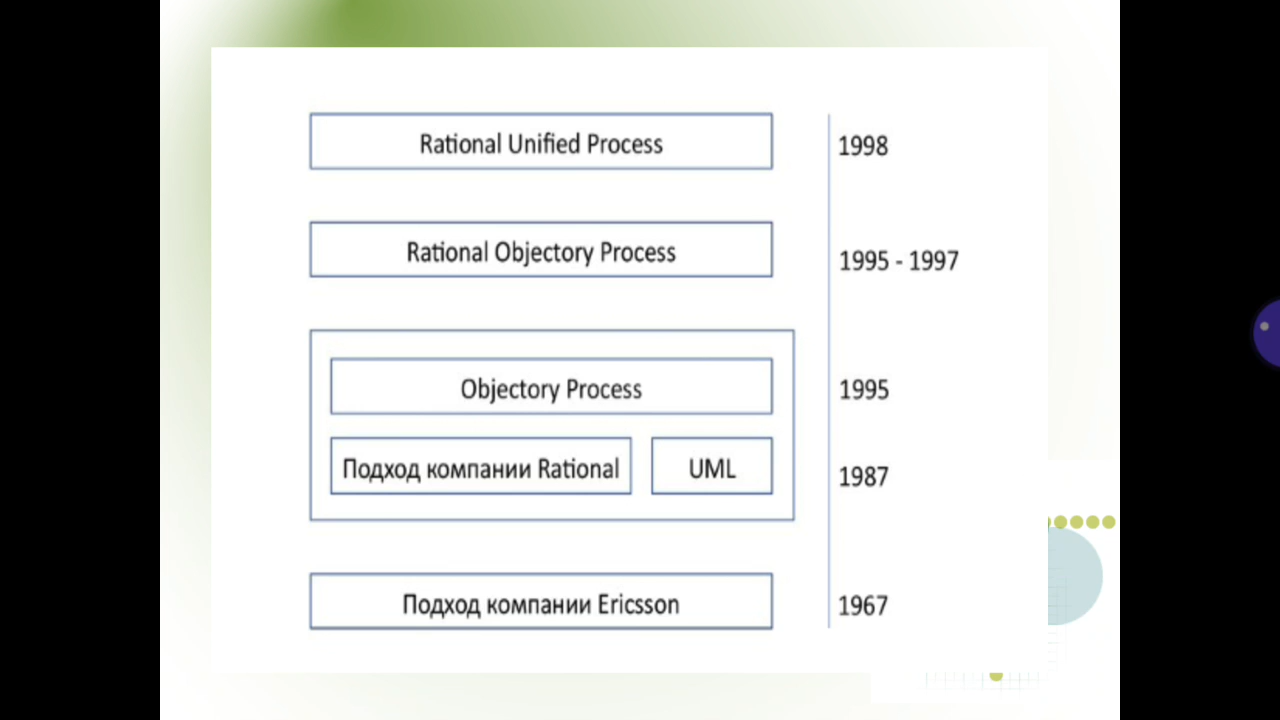 Rational Unified Process
1998
Rational Objectory Process
1995 - 1997
Objectory Process
1995
Подход компании Rational
UML
1987
Подход компании Ericsson
1967